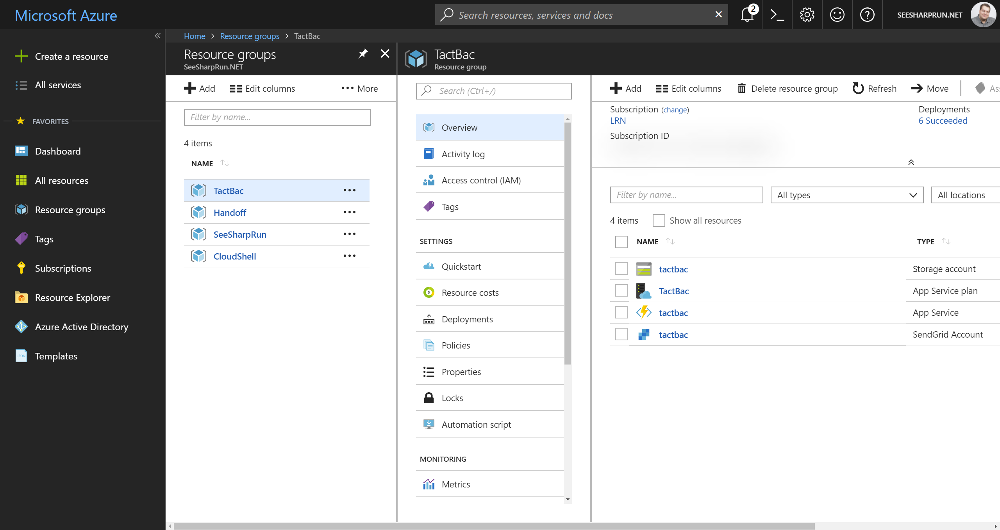 Microsoft Azure
Search resources, services and docs
2
SEESHARPRUN.NET
Create a resource
All services
FAVORITES
Dashboard
All resources
Resource groups
Tags
Subscriptions
Resource Explorer
Azure Active Directory
JSON
Templates
Home > Resource groups > TactBac
Resource groups
SeeSharpRun.NET
Add
Edit columns
More
Filter by name...
4 items
NAME
TactBac
Handoff
SeeSharpRun
CloudShell
TactBac
Resource group
Search (Ctrl+/)
Overview
Activity log
Access control (IAM)
Tags
SETTINGS
Quickstart
Resource costs
Deployments
Policies
Properties
Locks
Automation script
MONITORING
Metrics
Add
Edit columns
Delete resource group
Refresh
Move
Ass
Subscription (change)
LRN
Subscription ID
Deployments
6 Succeeded
Filter by name...
All types
All locations
4 items
Show all resources
NAME TYPE
tactbac Storage account
TactBac App Service plan
tactbac App Service
tactbac SendGrid Account